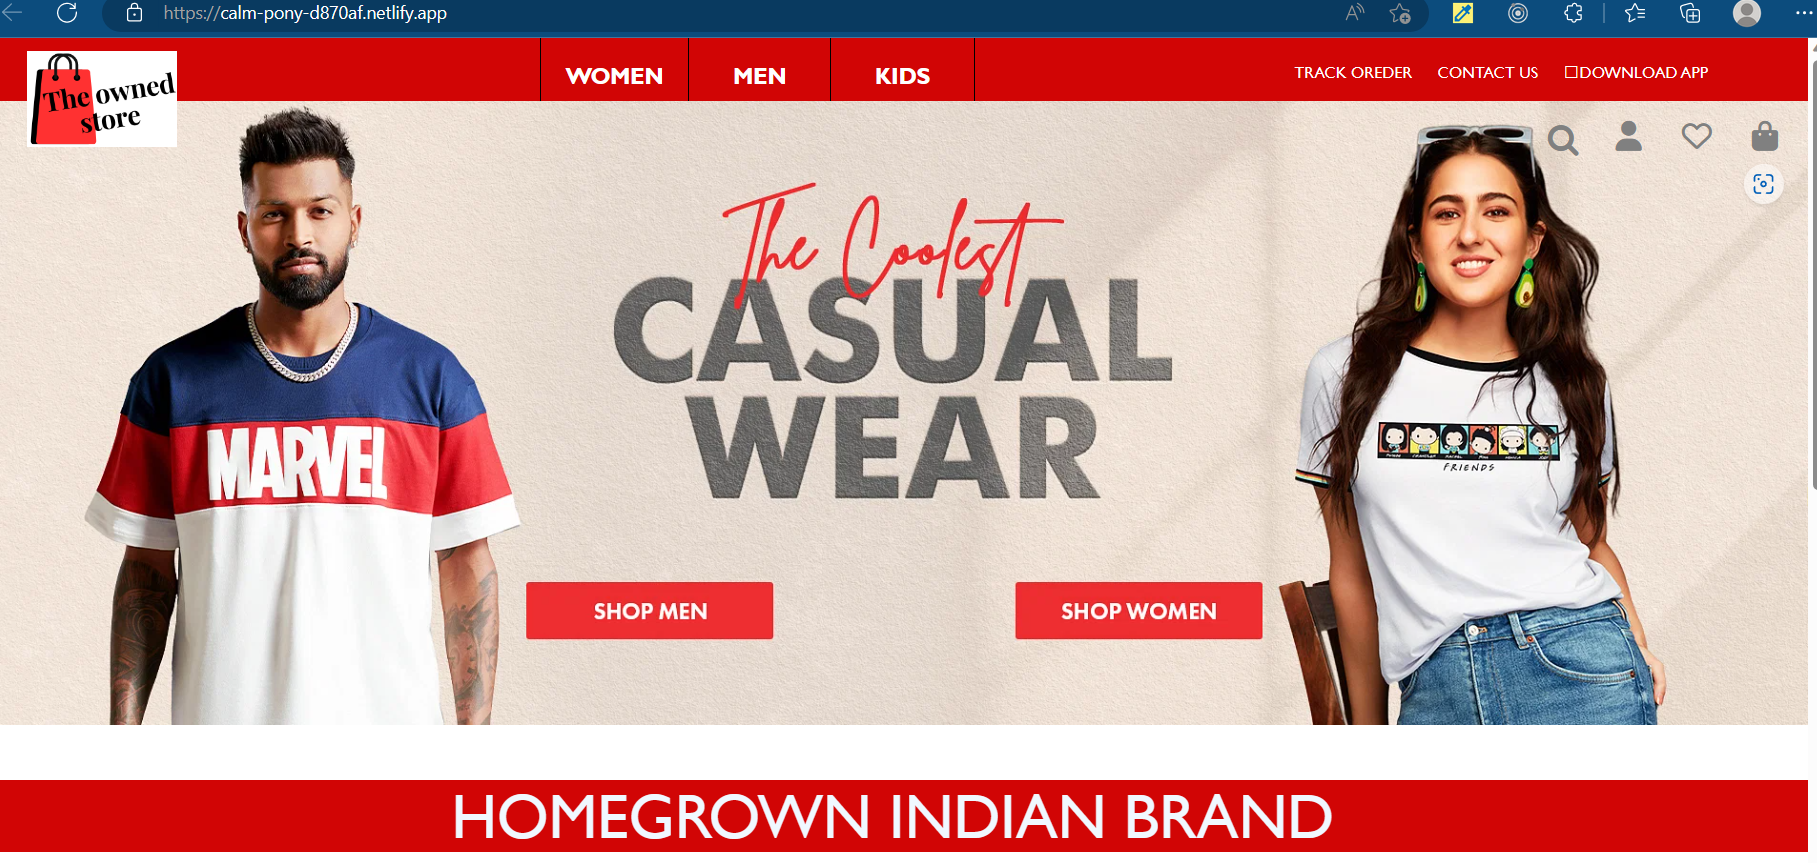 https://calm-pony-d870af.netlify.app
The owned
store
WOMEN
MEN
KIDS
TRACK OREDER
CONTACT US
DOWNLOAD APP
The Coolest
CASUAL
WEAR
MARVEL
FRIENDS
SHOP MEN
SHOP WOMEN
HOMEGROWN INDIAN BRAND